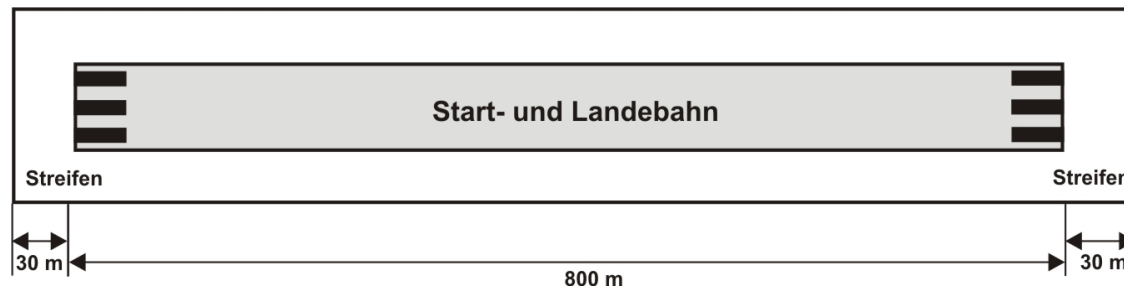 Start- und Landebahn
Streifen
Streifen
30 m
30 m
800 m